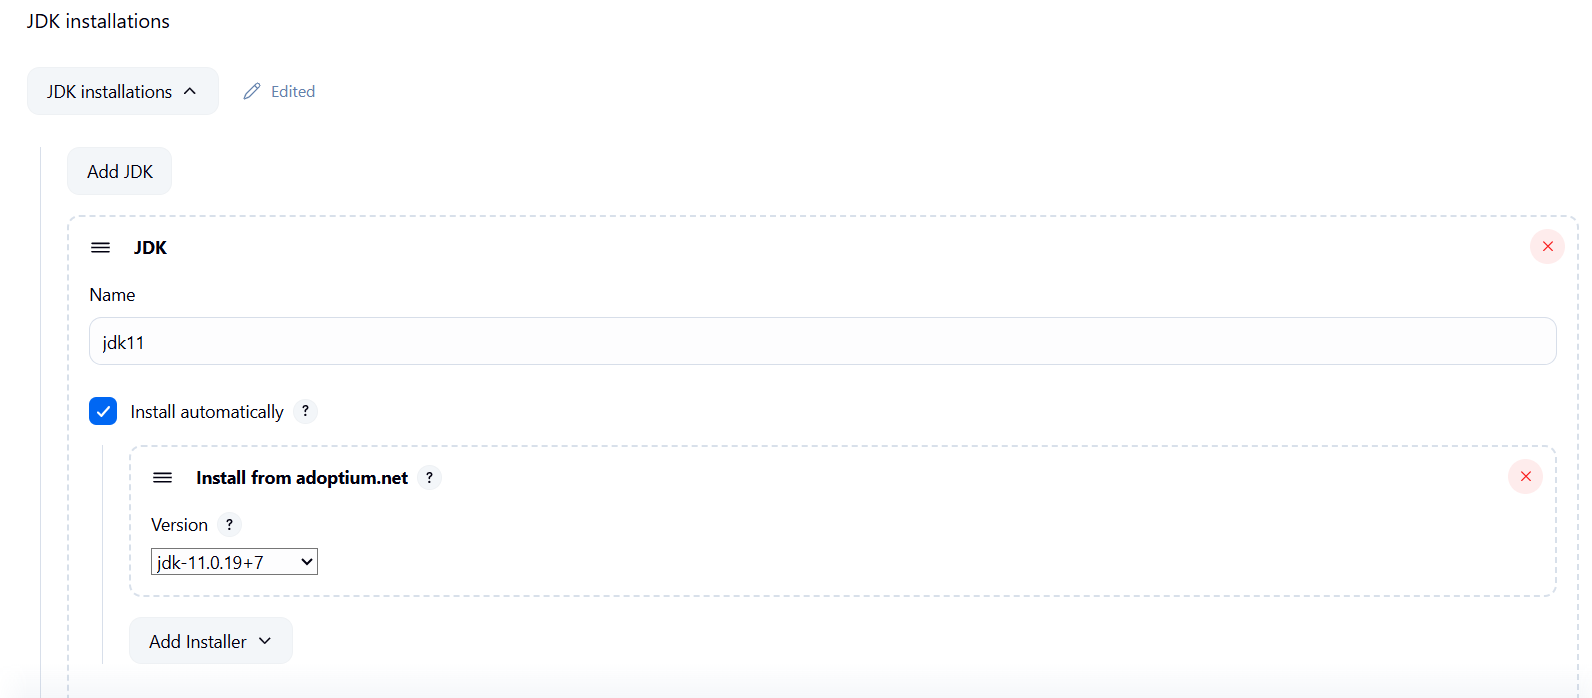 JDK installations
JDK installations
Edited
Add JDK
JDK
Name
jdk11
Install automatically ?
Install from adoptium.net ?
Version ?
jdk-11.0.19+7
Add Installer